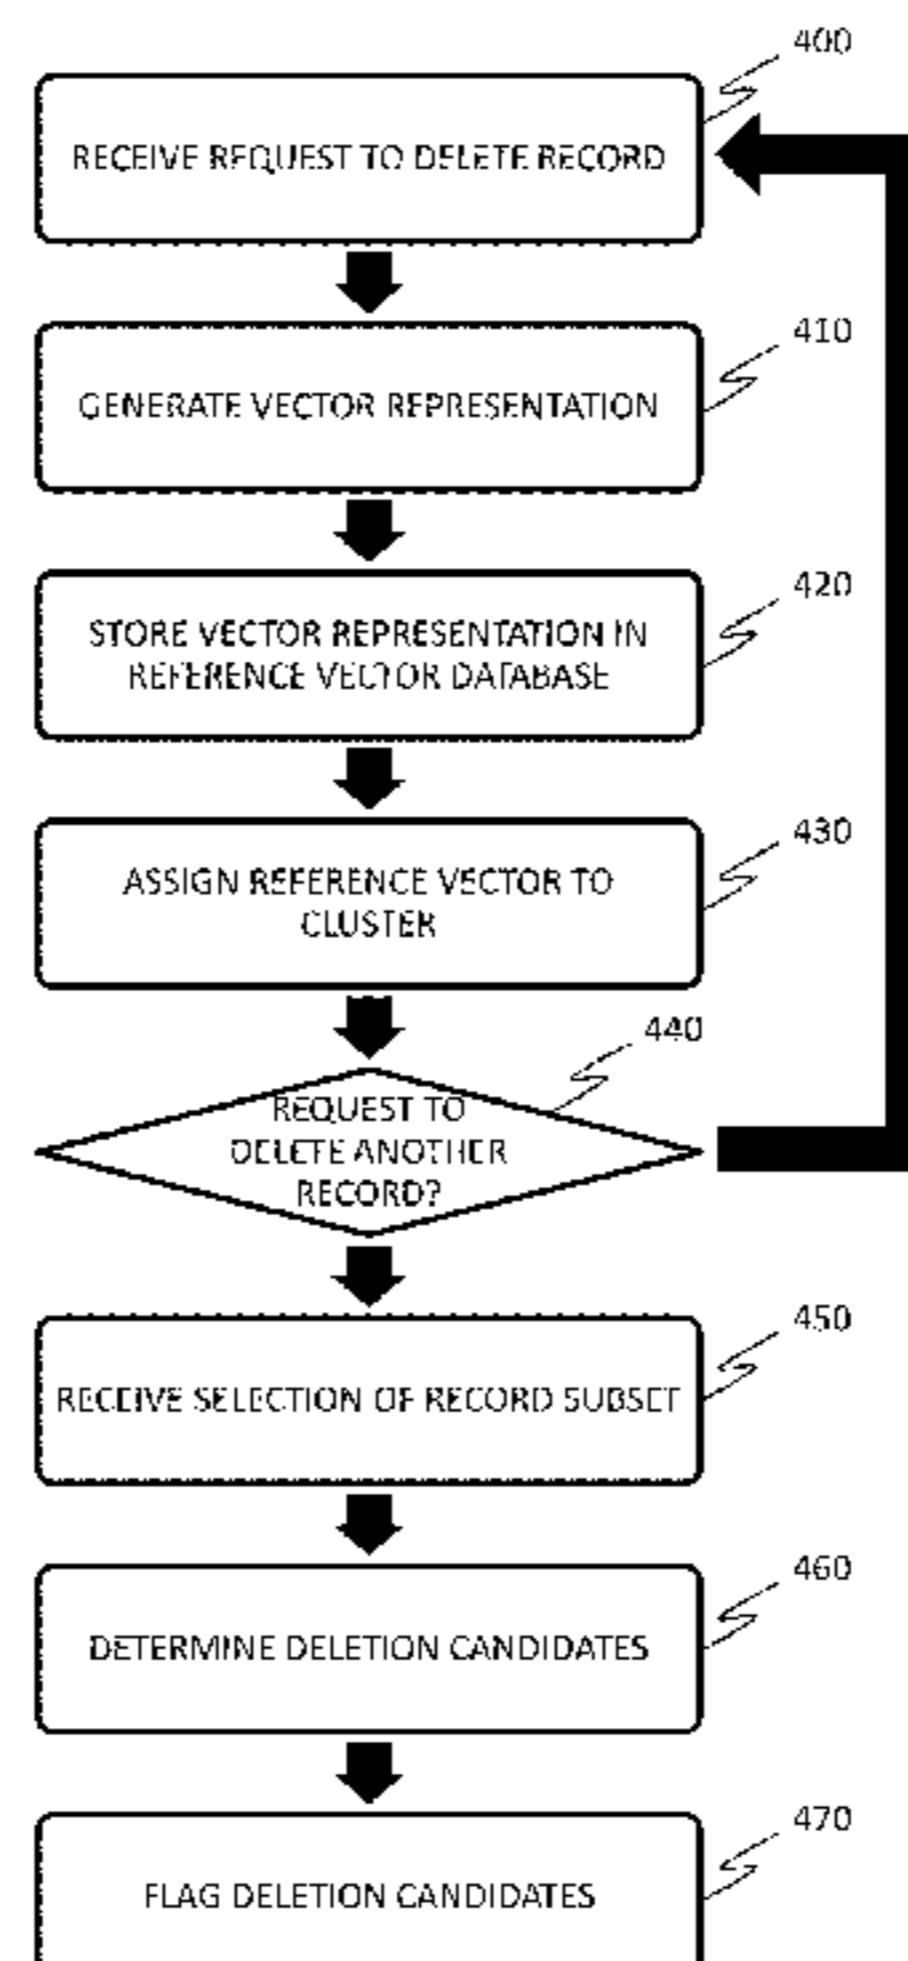 400
RECEIVE REQUEST TO DELETE RECORD
410
GENERATE VECTOR REPRESENTATION
420
STORE VECTOR REPRESENTATION IN
REFERENCE VECTOR DATABASE
430
ASSIGN REFERENCE VECTOR TO
CLUSTER
440
REQUEST TO
DELETE ANOTHER
RECORD?
450
RECEIVE SELECTION OF RECORD SUBSET
460
DETERMINE DELETION CANDIDATES
470
FLAG DELETION CANDIDATES